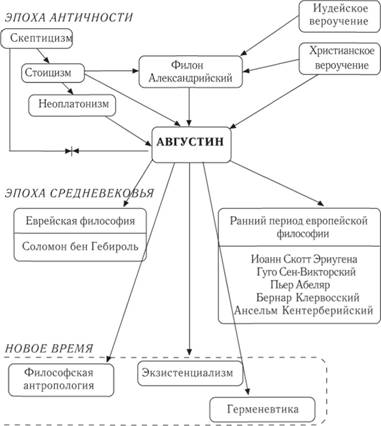 ЭПОХА АНТИЧНОСТИ
Скептицизм
Стоицизм
Неоплатонизм
Филон
Александрийский
Иудейское
вероучение
Христианское
вероучение
АВГУСТИН
ЭПОХА СРЕДНЕВЕКОВЬЯ
Еврейская философия
Соломон бен Гебироль
Ранний период европейской
философии
Иоанн Скотт Эриугена
Гуго Сен-Викторский
Пьер Абеляр
Бернар Клервосский
Ансельм Кентерберийский
НОВОЕ ВРЕМЯ
Философская
антропология
Экзистенциализм
Герменевтика